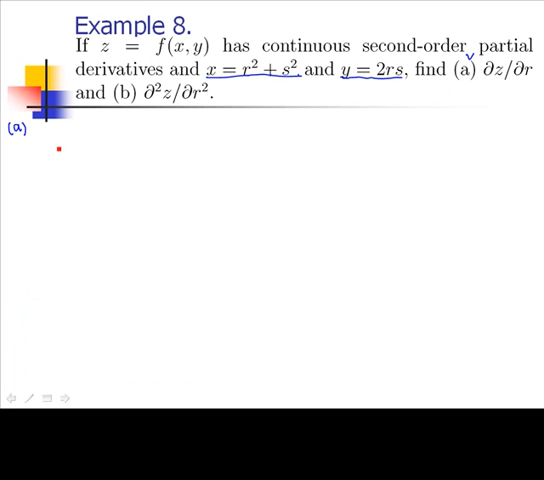 Example 8.
If z = f(x, y) has continuous second-order partial
derivatives and x = r² + s² and y = 2rs, find (a) ∂z/∂r
and (b) ∂²z/∂r².
(a)